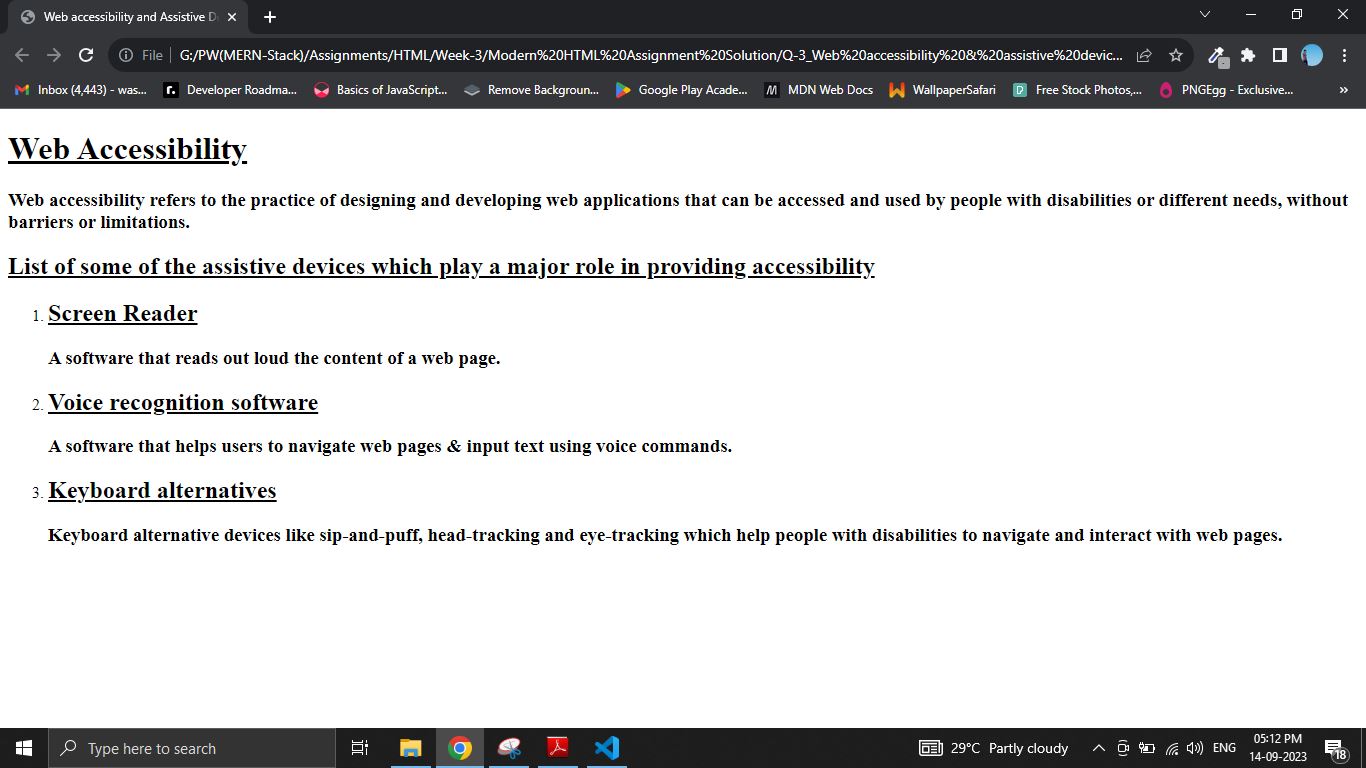 Web accessibility and Assistive D
File
G:/PW(MERN-Stack)/Assignments/HTML/Week-3/Modern%20HTML%20Assignment%20Solution/Q-3_Web%20accessibility%20&%20assistive%20devic...
Inbox (4,443) - was... Developer Roadma... Basics of JavaScript... Remove Backgroun... Google Play Acade... MDN Web Docs WallpaperSafari Free Stock Photos,... PNGEgg - Exclusive... »
Web Accessibility
Web accessibility refers to the practice of designing and developing web applications that can be accessed and used by people with disabilities or different needs, without
barriers or limitations.
List of some of the assistive devices which play a major role in providing accessibility
1. Screen Reader
A software that reads out loud the content of a web page.
2. Voice recognition software
A software that helps users to navigate web pages & input text using voice commands.
3. Keyboard alternatives
Keyboard alternative devices like sip-and-puff, head-tracking and eye-tracking which help people with disabilities to navigate and interact with web pages.
Type here to search
29°C Partly cloudy
ENG
05:12 PM
14-09-2023
18